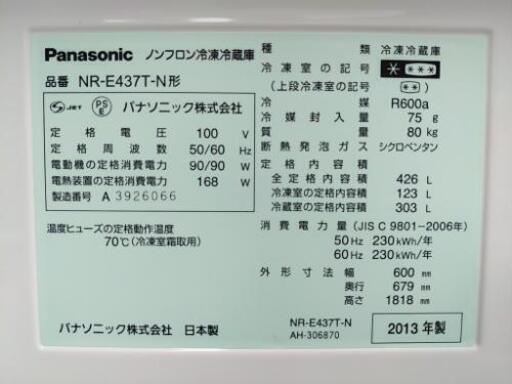 Panasonic ノンフロン冷凍冷蔵庫
品番 NR-E437T-N形
JET PSE パナソニック株式会社
定格電圧 100 V
定格周波数 50/60 Hz
電動機の定格消費電力 90/90 W
電熱装置の定格消費電力 168 W
製造番号 A 3926066
温度ヒューズの定格動作温度
70℃(冷凍室霜取用)
パナソニック株式会社 日本製
種類 冷凍冷蔵庫
冷凍室の記号 * ***
(上段冷凍室の記号 **)
冷媒 R600a
冷媒封入量 75 g
質量 80 kg
断熱発泡ガス シクロペンタン
定格内容積
全定格内容積 426 L
冷凍室の定格内容積 123 L
冷蔵室の定格内容積 303 L
消費電力量(JIS C 9801-2006年)
50Hz 230kWh/年
60Hz 230kWh/年
外形寸法 幅 600 mm
奥行 679 mm
高さ 1818 mm
NR-E437T-N
AH-306870
2013年製